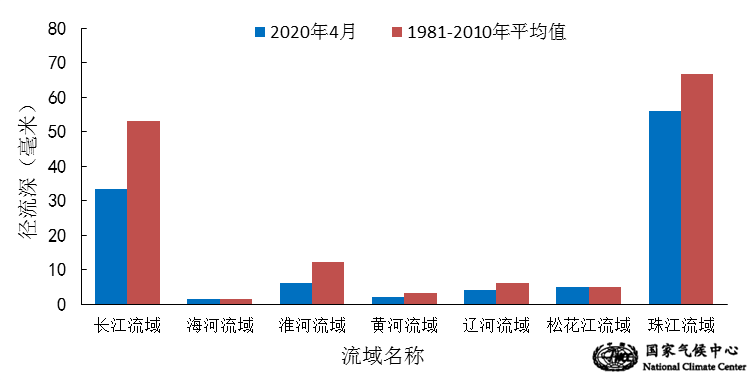 2020年4月 1981-2010年平均值
径流深（毫米）
80
70
60
50
40
30
20
10
0
长江流域 海河流域 淮河流域 黄河流域 辽河流域 松花江流域 珠江流域
流域名称
国家气候中心
National Climate Center